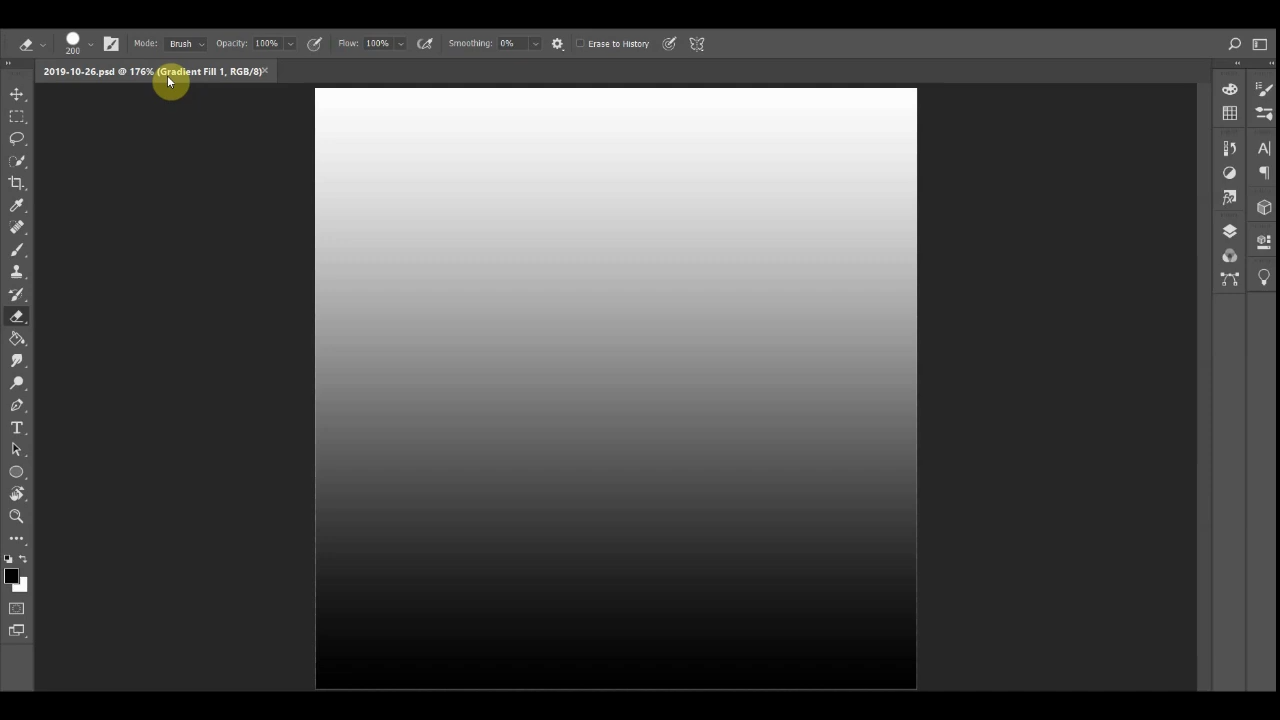 200 Mode: Brush Opacity: 100% Flow: 100% Smoothing: 0% Erase to History
2019-10-26.psd @ 176% (Gradient Fill 1, RGB/8)